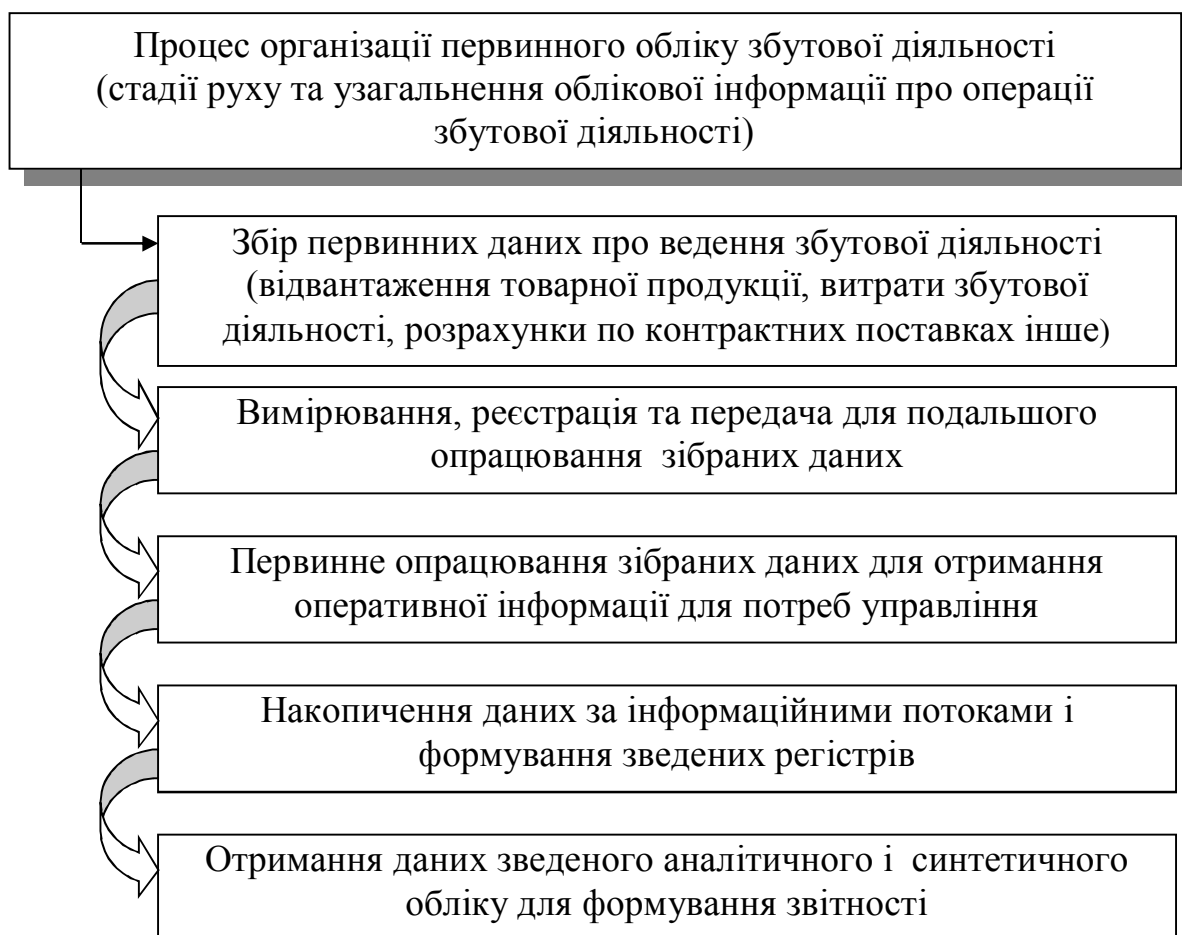 Процес організації первинного обліку збутової діяльності
(стадії руху та узагальнення облікової інформації про операції
збутової діяльності)
Збір первинних даних про ведення збутової діяльності
(відвантаження товарної продукції, витрати збутової
діяльності, розрахунки по контрактних поставках інше)
Вимірювання, реєстрація та передача для подальшого
опрацювання зібраних даних
Первинне опрацювання зібраних даних для отримання
оперативної інформації для потреб управління
Накопичення даних за інформаційними потоками і
формування зведених регістрів
Отримання даних зведеного аналітичного і синтетичного
обліку для формування звітності